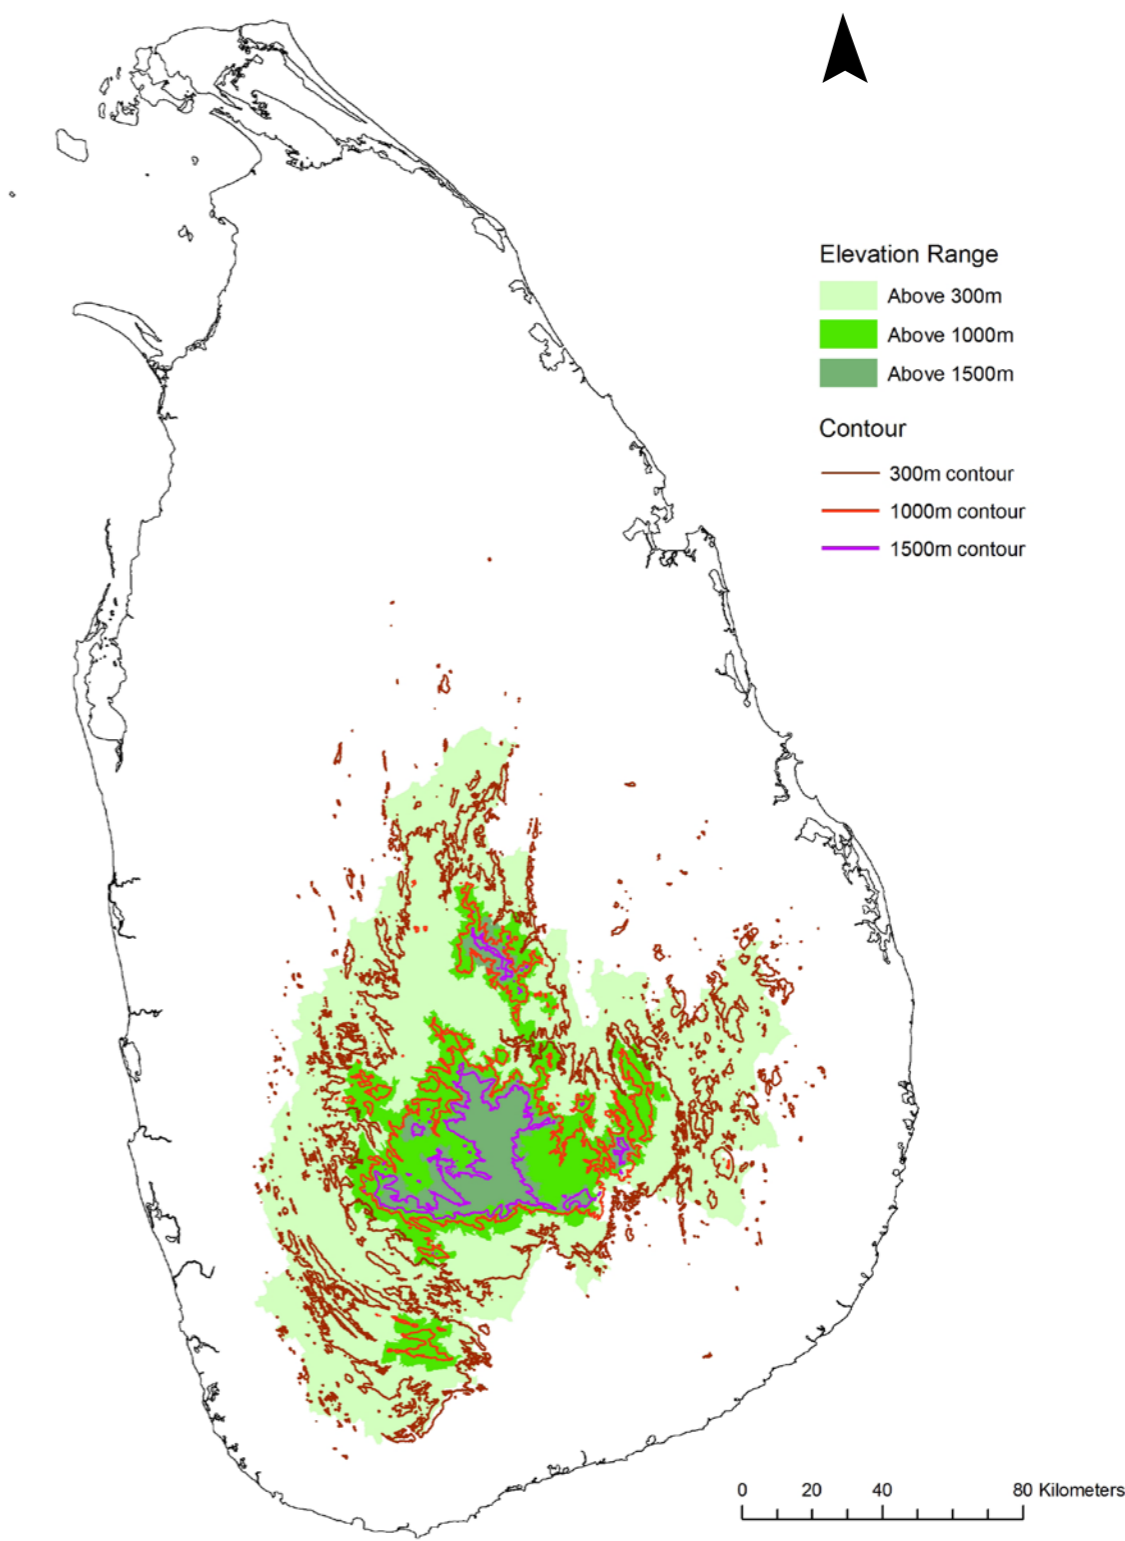 Elevation Range
Above 300m
Above 1000m
Above 1500m
Contour
300m contour
1000m contour
1500m contour
0 20 40 80 Kilometers